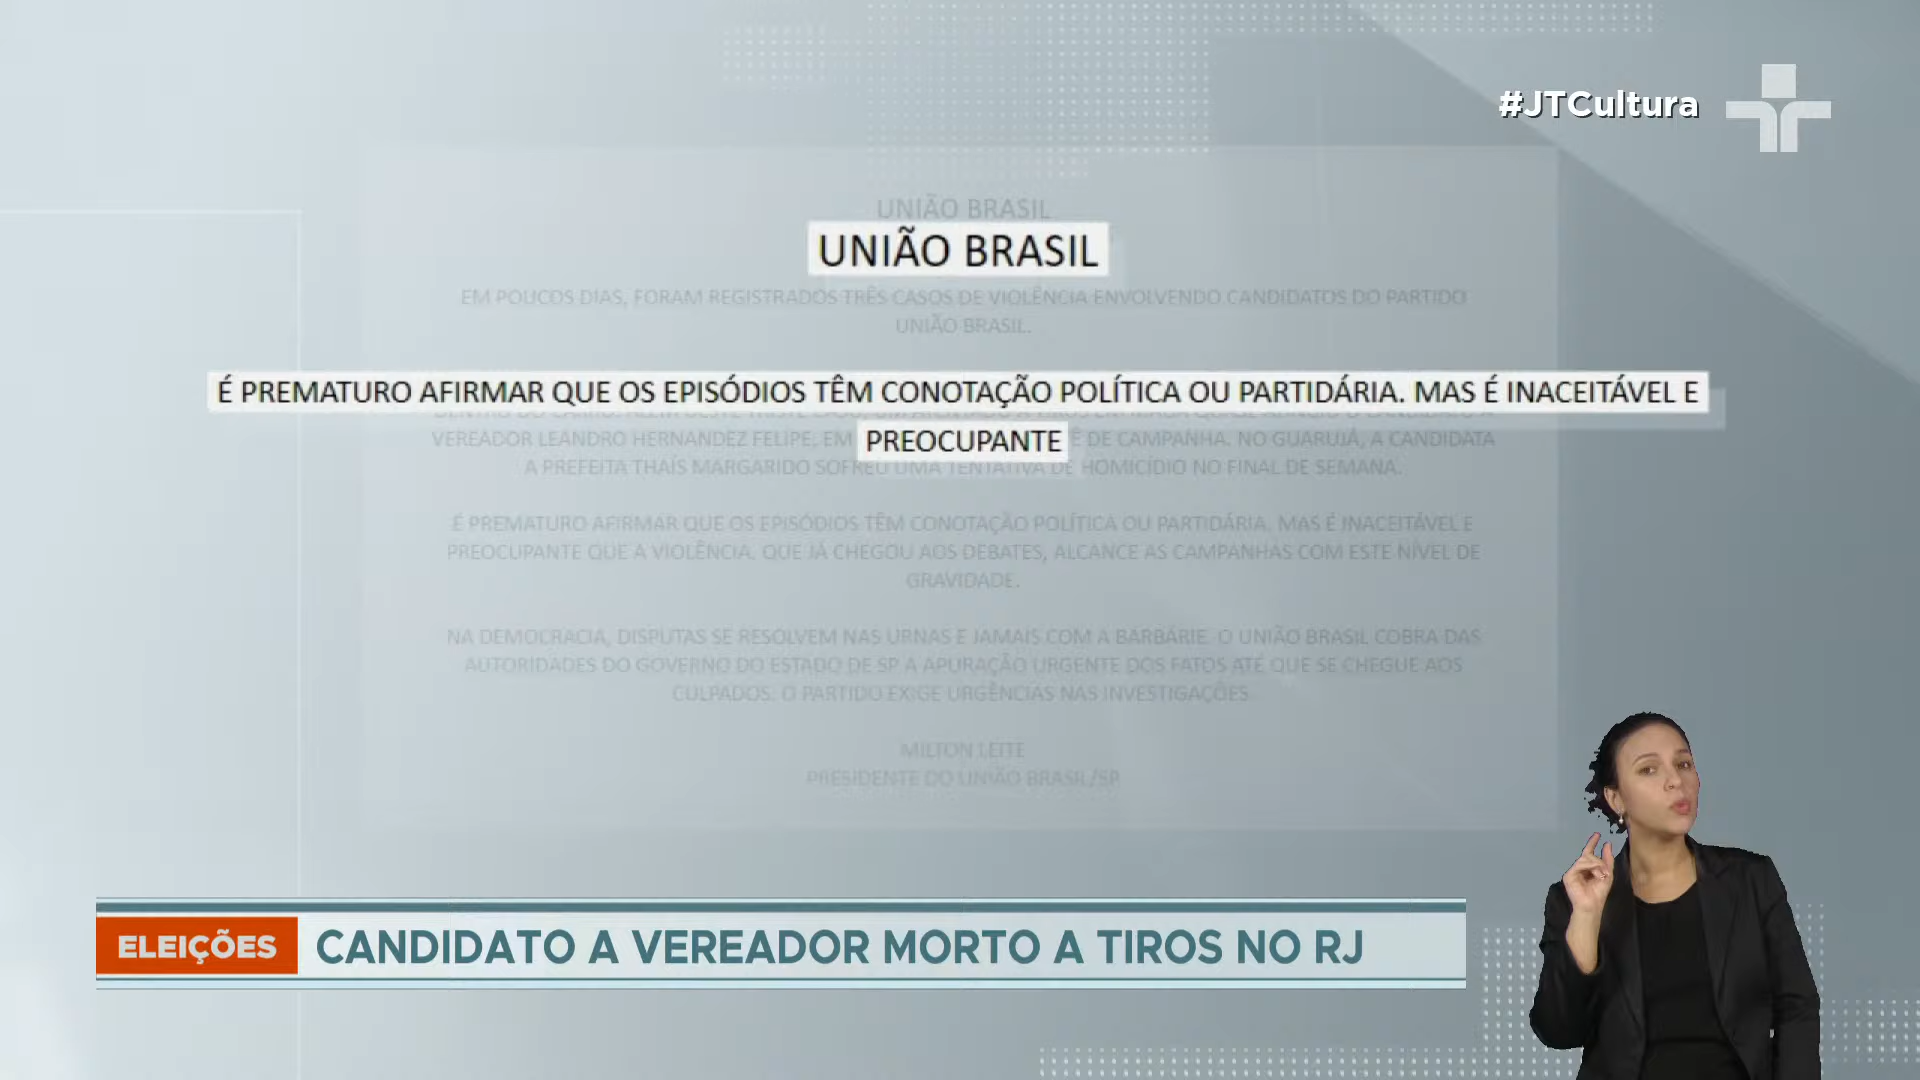 #JTCultura
UNIÃO BRASIL
UNIÃO BRASIL
EM POUCOS DIAS, FORAM REGISTRADOS TRÊS CASOS DE VIOLÊNCIA ENVOLVENDO CANDIDATOS DO PARTIDO
UNIÃO BRASIL.
É PREMATURO AFIRMAR QUE OS EPISÓDIOS TÊM CONOTAÇÃO POLÍTICA OU PARTIDÁRIA. MAS É INACEITÁVEL E
PREOCUPANTE
VEREADOR LEANDRO HERNANDEZ FELIPE, EM Ê DE CAMPANHA. NO GUARUJÁ, A CANDIDATA
A PREFEITA THAÍS MARGARIDO SOFREU UMA TENTATIVA DE HOMICÍDIO NO FINAL DE SEMANA.
É PREMATURO AFIRMAR QUE OS EPISÓDIOS TÊM CONOTAÇÃO POLÍTICA OU PARTIDÁRIA. MAS É INACEITÁVEL E
PREOCUPANTE QUE A VIOLÊNCIA, QUE JÁ CHEGOU AOS DEBATES, ALCANCE AS CAMPANHAS COM ESTE NÍVEL DE
GRAVIDADE.
NA DEMOCRACIA, DISPUTAS SE RESOLVEM NAS URNAS E JAMAIS COM A BARBÁRIE. O UNIÃO BRASIL COBRA DAS
AUTORIDADES DO GOVERNO DO ESTADO DE SP A APURAÇÃO URGENTE DOS FATOS ATÉ QUE SE CHEGUE AOS
CULPADOS. O PARTIDO EXIGE URGÊNCIAS NAS INVESTIGAÇÕES.
MILTON LEITE
PRESIDENTE DO UNIÃO BRASIL/SP
ELEIÇÕES CANDIDATO A VEREADOR MORTO A TIROS NO RJ